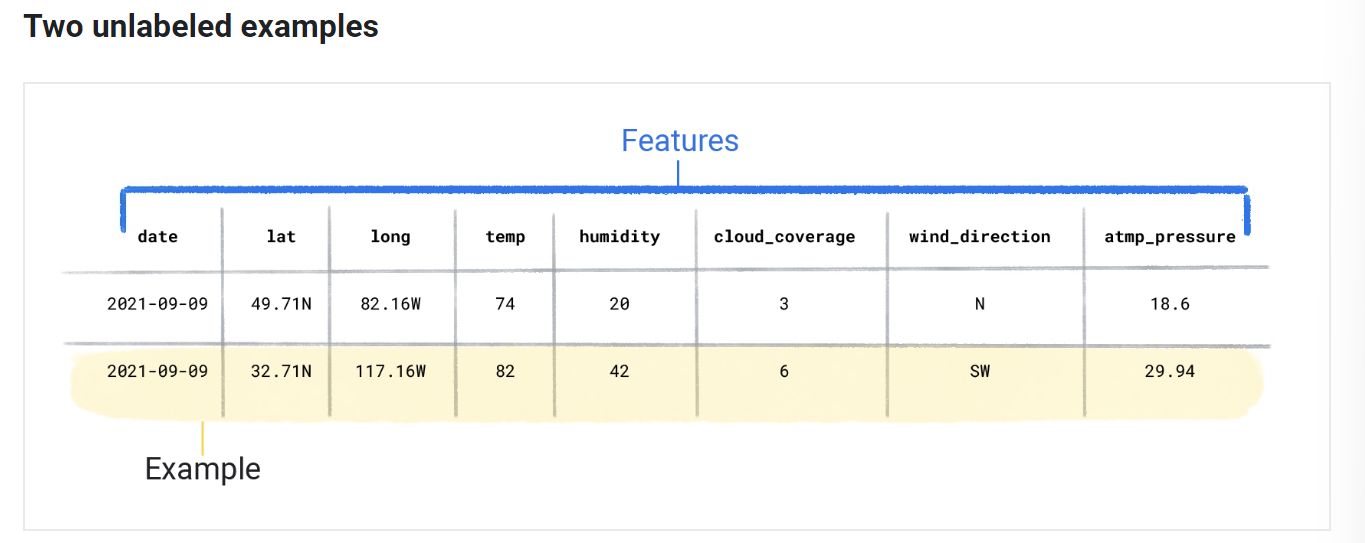 Two unlabeled examples
Features
date lat long temp humidity cloud_coverage wind_direction atmp_pressure
2021-09-09 49.71N 82.16W 74 20 3 N 18.6
2021-09-09 32.71N 117.16W 82 42 6 SW 29.94
Example